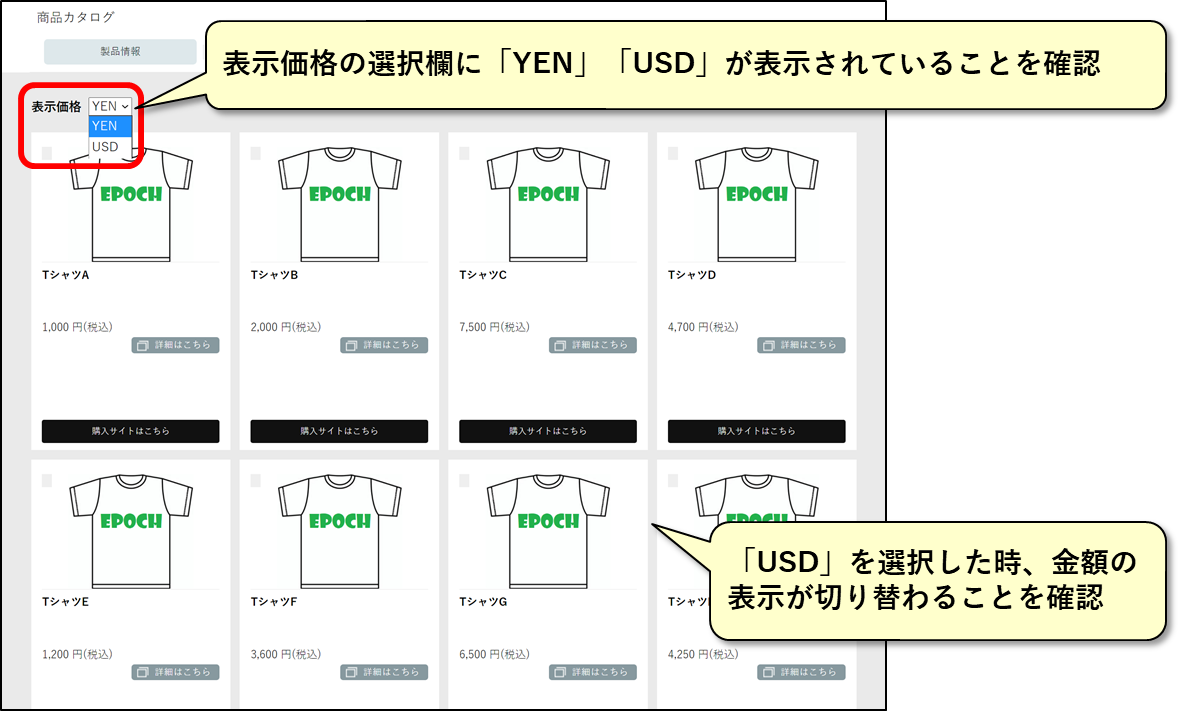 商品カタログ
製品情報
表示価格の選択欄に「YEN」「USD」が表示されていることを確認
表示価格 YEN
YEN
USD
EPOCH EPOCH EPOCH EPOCH
TシャツA TシャツB TシャツC TシャツD
1,000 円(税込) 2,000 円(税込) 7,500 円(税込) 4,700 円(税込)
詳細はこちら 詳細はこちら 詳細はこちら 詳細はこちら
購入サイトはこちら 購入サイトはこちら 購入サイトはこちら 購入サイトはこちら
EPOCH EPOCH EPOCH EPOCH
「USD」を選択した時、金額の
表示が切り替わることを確認
TシャツE TシャツF TシャツG Tシャツ
1,200 円(税込) 3,600 円(税込) 6,500 円(税込) 4,250 円(税込)
詳細はこちら 詳細はこちら 詳細はこちら 詳細はこちら